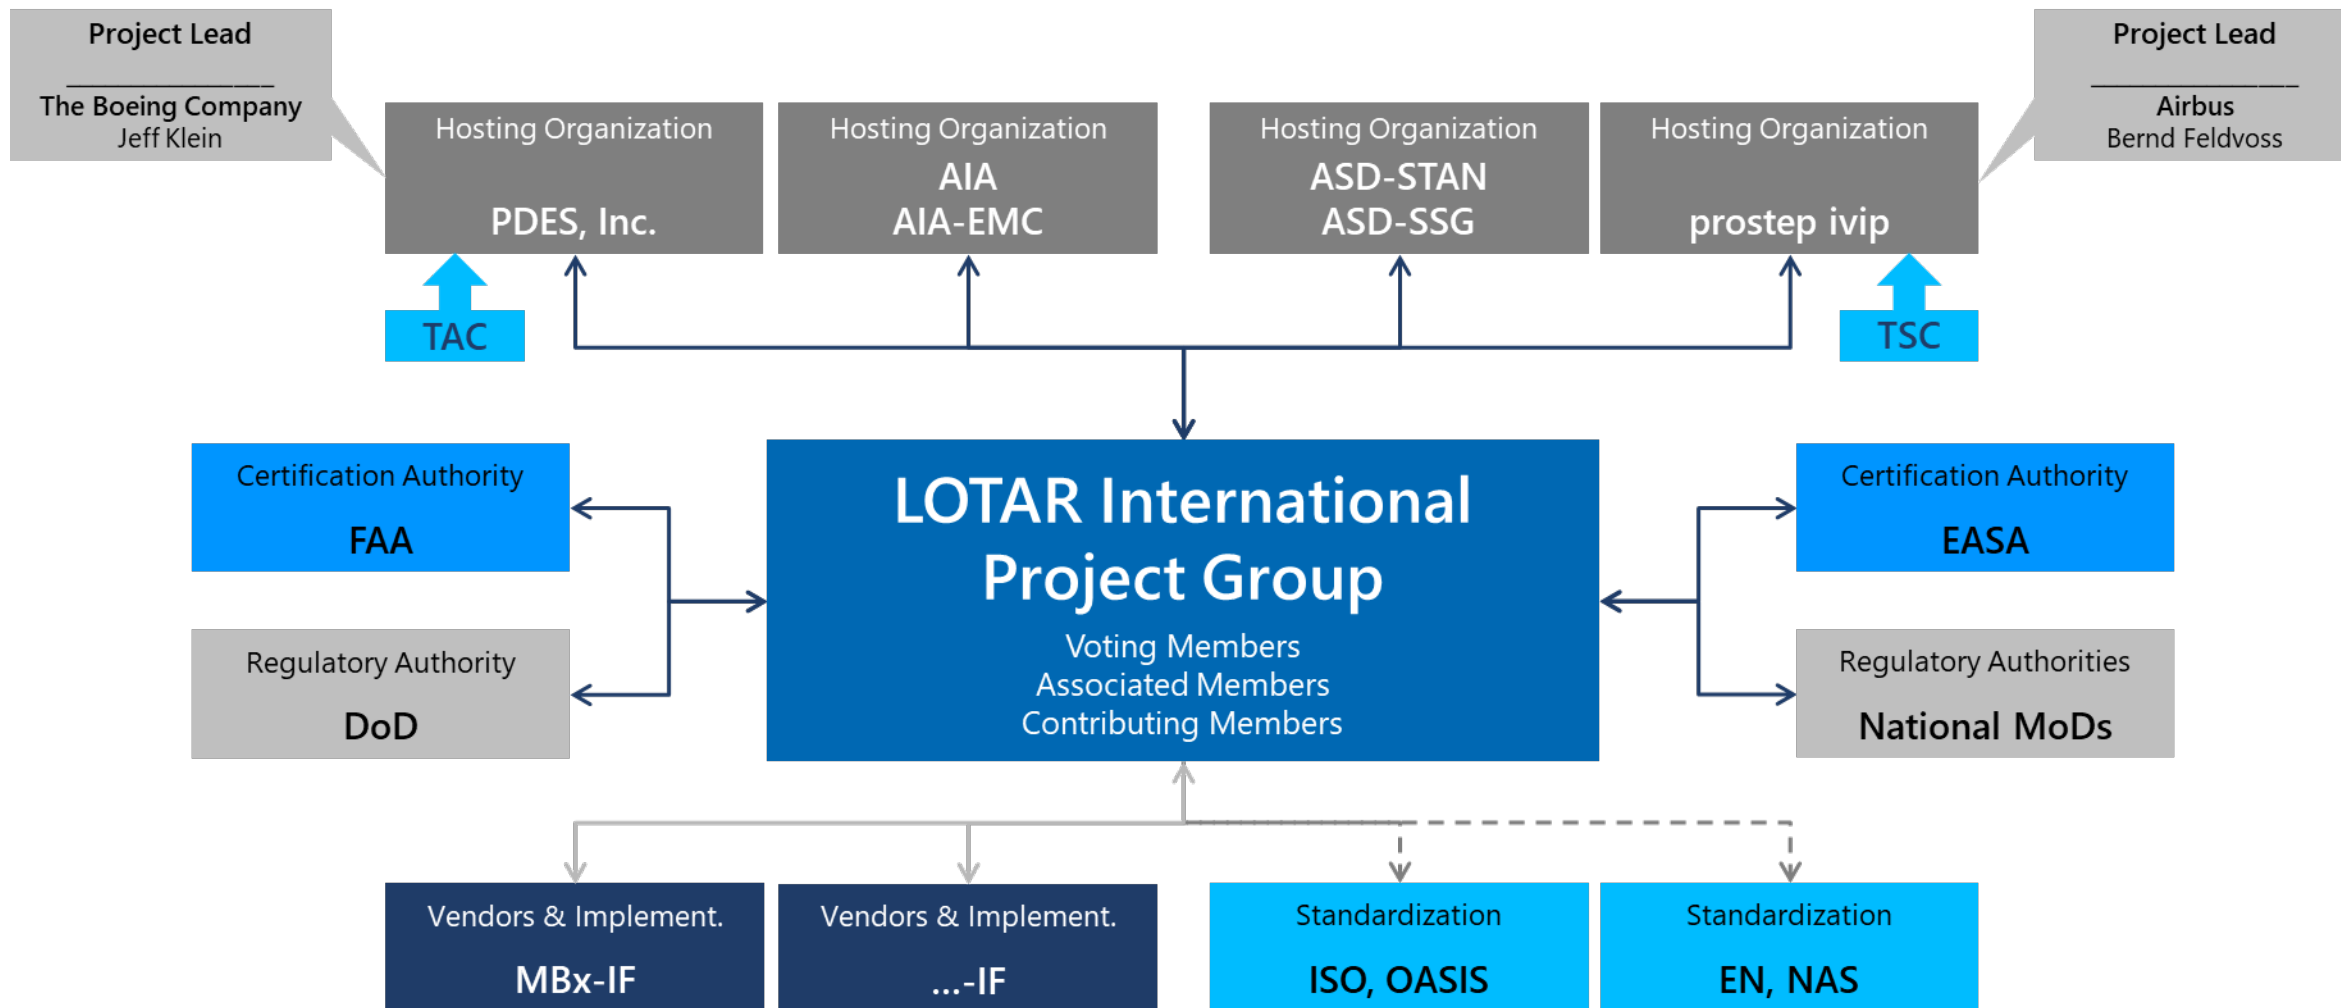 Project Lead
The Boeing Company
Jeff Klein
Project Lead
Airbus
Bernd Feldvoss
Hosting Organization
PDES, Inc.
Hosting Organization
AIA
AIA-EMC
Hosting Organization
ASD-STAN
ASD-SSG
Hosting Organization
prostep ivip
TAC
TSC
Certification Authority
FAA
Regulatory Authority
DoD
LOTAR International
Project Group
Voting Members
Associated Members
Contributing Members
Certification Authority
EASA
Regulatory Authorities
National MoDs
Vendors & Implement.
MBx-IF
Vendors & Implement.
...-IF
Standardization
ISO, OASIS
Standardization
EN, NAS